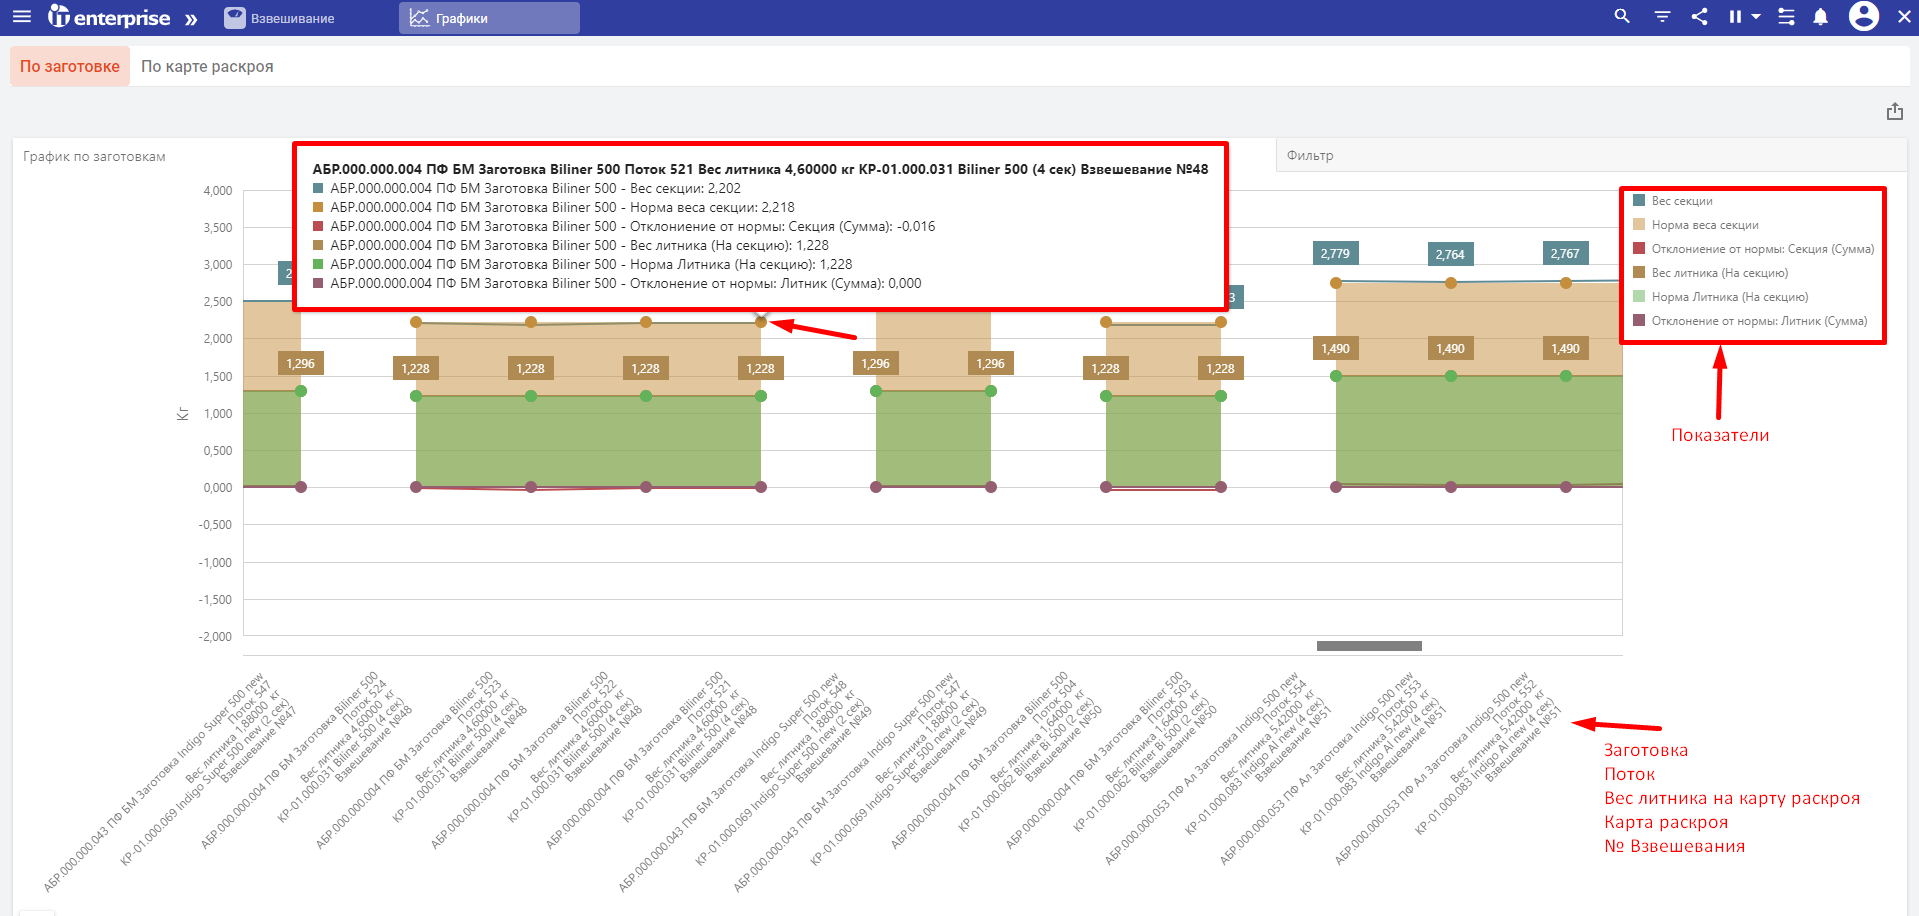 enterprise
Взвешивание
Графики
По заготовке
По карте раскроя
График по заготовкам
Фильтр
АБР.000.000.004 ПФ БМ Заготовка Biliner 500 Поток 521 Вес литника 4,60000 кг КР-01.000.031 Biliner 500 (4 сек) Взвешевание №48
АБР.000.000.004 ПФ БМ Заготовка Biliner 500 - Вес секции: 2,202
АБР.000.000.004 ПФ БМ Заготовка Biliner 500 - Норма веса секции: 2,218
АБР.000.000.004 ПФ БМ Заготовка Biliner 500 - Отклониение от нормы: Секция (Сумма): -0,016
АБР.000.000.004 ПФ БМ Заготовка Biliner 500 - Вес литника (На секцию): 1,228
АБР.000.000.004 ПФ БМ Заготовка Biliner 500 - Норма Литника (На секцию): 1,228
АБР.000.000.004 ПФ БМ Заготовка Biliner 500 - Отклонение от нормы: Литник (Сумма): 0,000
Вес секции
Норма веса секции
Отклониение от нормы: Секция (Сумма)
Вес литника (На секцию)
Норма Литника (На секцию)
Отклонение от нормы: Литник (Сумма)
Показатели
4,000
3,500
3,000
2,500
2,000
1,500
1,000
0,500
0,000
-0,500
-1,000
-1,500
-2,000
Кг
2,779
2,764
2,767
1,296
1,228
1,228
1,228
1,228
1,296
1,296
1,228
1,228
1,490
1,490
1,490
АБР.000.000.043 ПФ БМ Заготовка Indigo Super 500 new
Поток 547
Вес литника 1,88000 кг
КР-01.000.069 Indigo Super 500 new (2 сек)
Взвешевание №47
АБР.000.000.004 ПФ БМ Заготовка Biliner 500
Поток 524
Вес литника 4,60000 кг
КР-01.000.031 Biliner 500 (4 сек)
Взвешевание №48
АБР.000.000.004 ПФ БМ Заготовка Biliner 500
Поток 523
Вес литника 4,60000 кг
КР-01.000.031 Biliner 500 (4 сек)
Взвешевание №48
АБР.000.000.004 ПФ БМ Заготовка Biliner 500
Поток 522
Вес литника 4,60000 кг
КР-01.000.031 Biliner 500 (4 сек)
Взвешевание №48
АБР.000.000.004 ПФ БМ Заготовка Biliner 500
Поток 521
Вес литника 4,60000 кг
КР-01.000.031 Biliner 500 (4 сек)
Взвешевание №48
АБР.000.000.043 ПФ БМ Заготовка Indigo Super 500 new
Поток 548
Вес литника 1,88000 кг
КР-01.000.069 Indigo Super 500 new (2 сек)
Взвешевание №49
АБР.000.000.043 ПФ БМ Заготовка Indigo Super 500 new
Поток 547
Вес литника 1,88000 кг
КР-01.000.069 Indigo Super 500 new (2 сек)
Взвешевание №49
АБР.000.000.004 ПФ БМ Заготовка Biliner 500
Поток 504
Вес литника 1,64000 кг
КР-01.000.062 Biliner Bi 500 (2 сек)
Взвешевание №50
АБР.000.000.004 ПФ БМ Заготовка Biliner 500
Поток 503
Вес литника 1,64000 кг
КР-01.000.062 Biliner Bi 500 (2 сек)
Взвешевание №50
АБР.000.000.053 ПФ Ал Заготовка Indigo 500 new
Поток 554
Вес литника 5,42000 кг
КР-01.000.083 Indigo Al new (4 сек)
Взвешевание №51
АБР.000.000.053 ПФ Ал Заготовка Indigo 500 new
Поток 553
Вес литника 5,42000 кг
КР-01.000.083 Indigo Al new (4 сек)
Взвешевание №51
АБР.000.000.053 ПФ Ал Заготовка Indigo 500 new
Поток 552
Вес литника 5,42000 кг
КР-01.000.083 Indigo Al new (4 сек)
Взвешевание №51
Заготовка
Поток
Вес литника на карту раскроя
Карта раскроя
№ Взвешевания